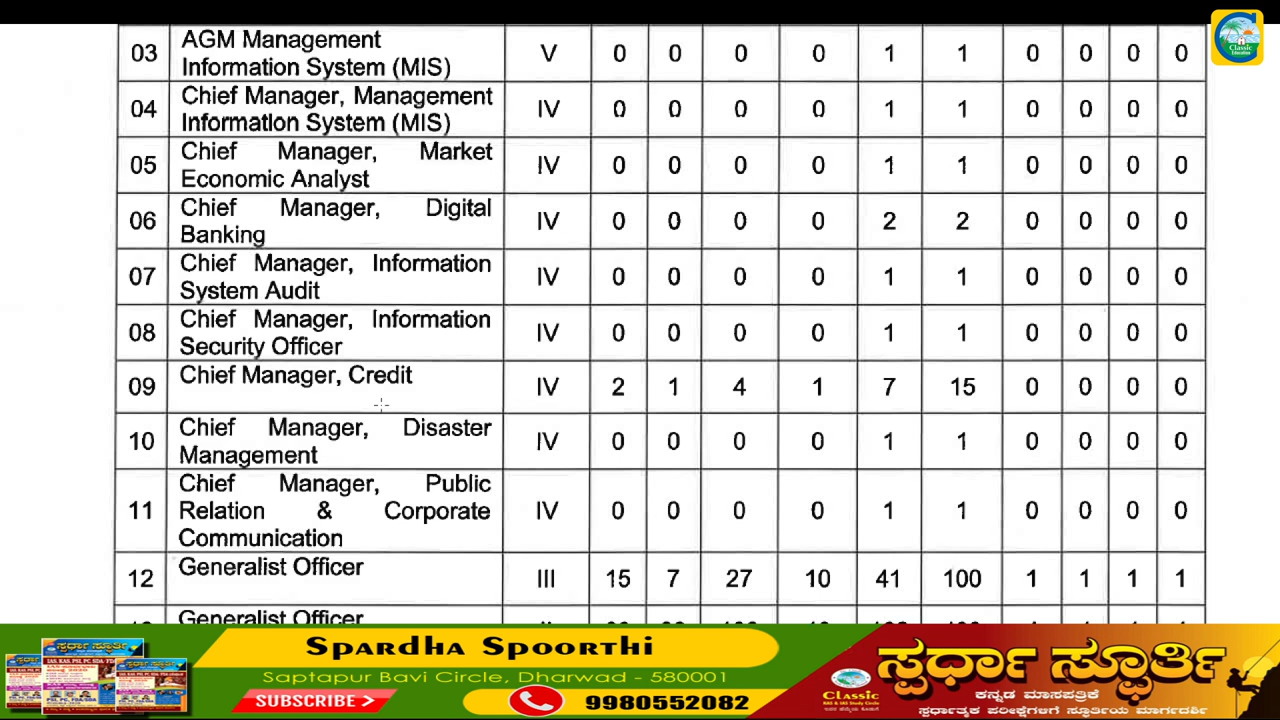 03 AGM Management Information System (MIS) V 0 0 0 0 1 1 0 0 0 0
04 Chief Manager, Management Information System (MIS) IV 0 0 0 0 1 1 0 0 0 0
05 Chief Manager, Market Economic Analyst IV 0 0 0 0 1 1 0 0 0 0
06 Chief Manager, Digital Banking IV 0 0 0 0 2 2 0 0 0 0
07 Chief Manager, Information System Audit IV 0 0 0 0 1 1 0 0 0 0
08 Chief Manager, Information Security Officer IV 0 0 0 0 1 1 0 0 0 0
09 Chief Manager, Credit IV 2 1 4 1 7 15 0 0 0 0
10 Chief Manager, Disaster Management IV 0 0 0 0 1 1 0 0 0 0
11 Chief Manager, Public Relation & Corporate Communication IV 0 0 0 0 1 1 0 0 0 0
12 Generalist Officer III 15 7 27 10 41 100 1 1 1 1
Generalist Officer
Classic
Education
Spardha Spoorthi
Saptapur Bavi Circle, Dharwad - 580001
SUBSCRIBE
9980552082
ಸ್ಪರ್ಧಾ ಸ್ಫೂರ್ತಿ
ಕನ್ನಡ ಮಾಸಪತ್ರಿಕೆ
ಸ್ಪರ್ಧಾತ್ಮಕ ಪರೀಕ್ಷೆಗಳಿಗೆ ಸ್ಫೂರ್ತಿಯ ಮಾರ್ಗದರ್ಶಿ
Classic
KAS & IAS Study Circle